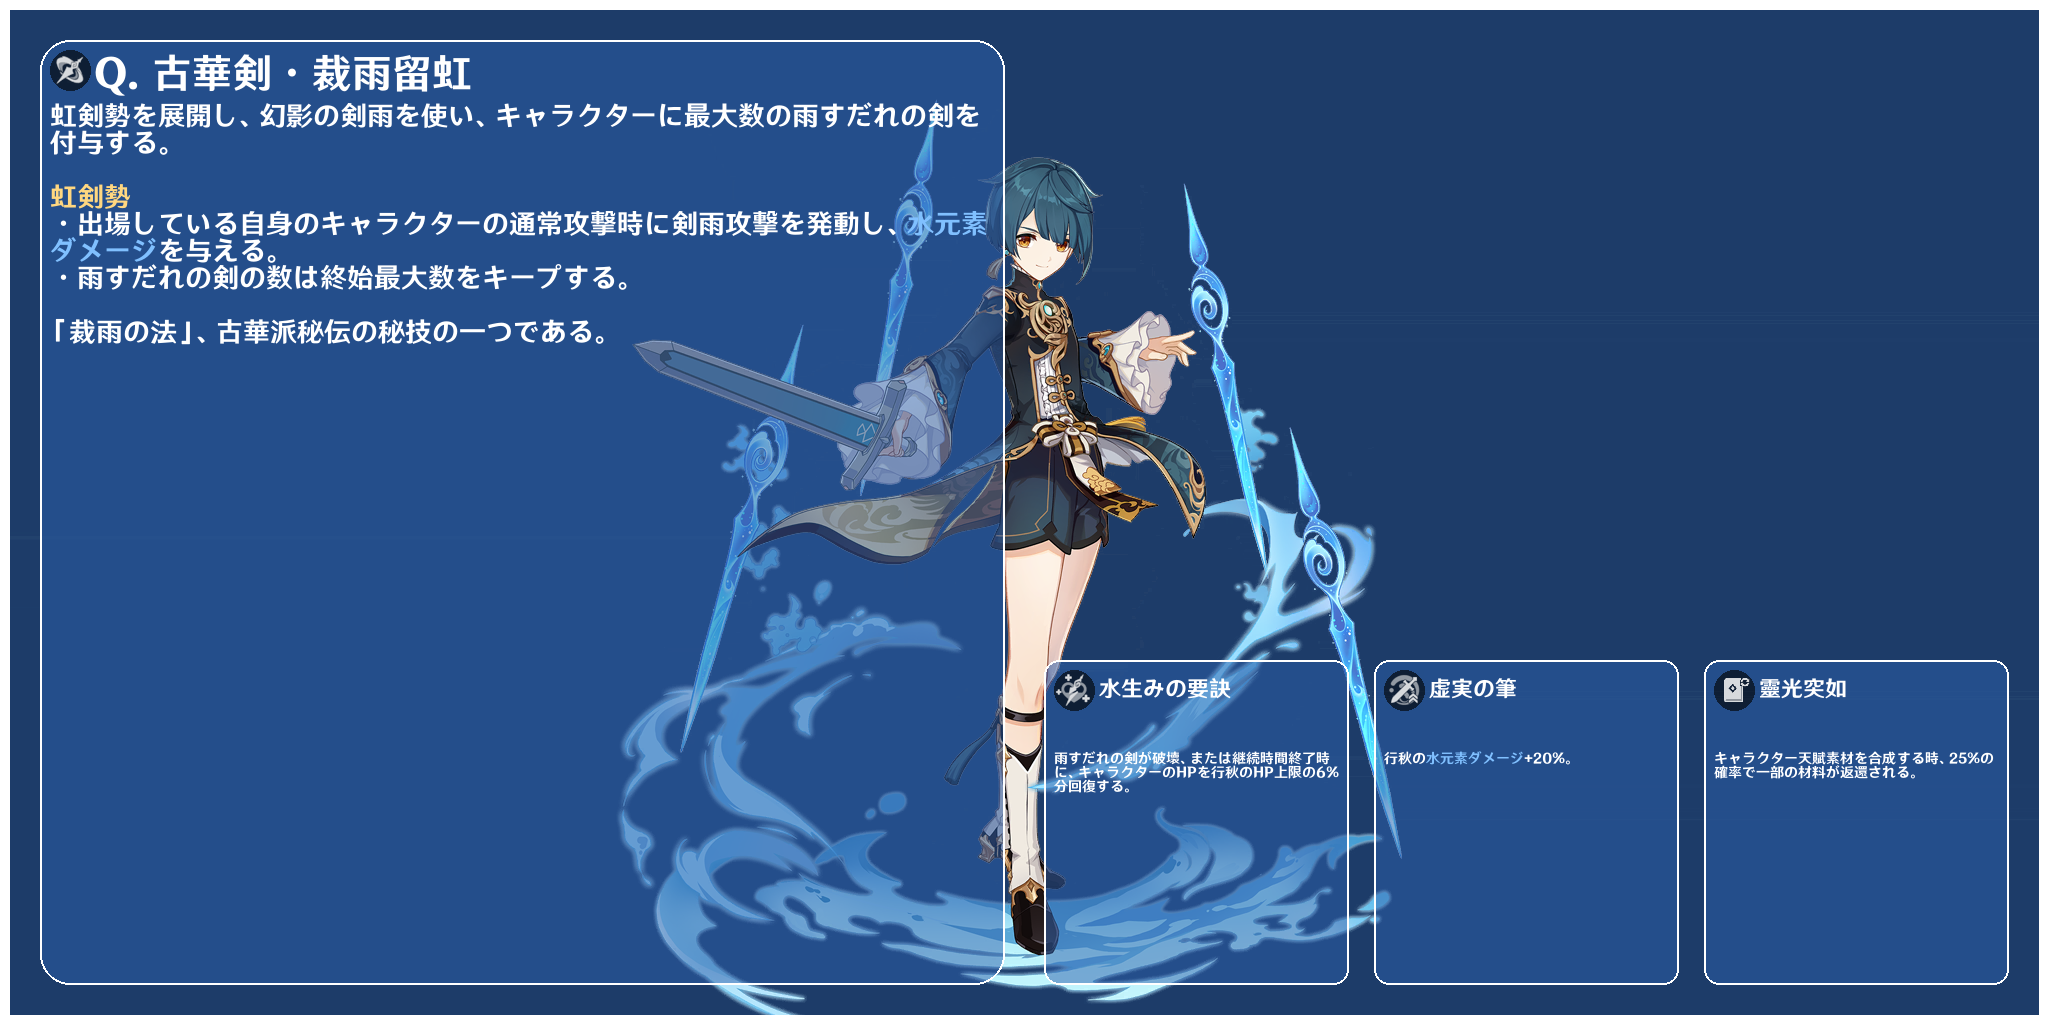 Q. 古華剣・裁雨留虹
虹剣勢を展開し、幻影の剣雨を使い、キャラクターに最大数の雨すだれの剣を
付与する。
虹剣勢
・出場している自身のキャラクターの通常攻撃時に剣雨攻撃を発動し、水元素
ダメージを与える。
・雨すだれの剣の数は終始最大数をキープする。
「裁雨の法」、古華派秘伝の秘技の一つである。
水生みの要訣
雨すだれの剣が破壊、または継続時間終了時
に、キャラクターのHPを行秋のHP上限の6%
分回復する。
虚実の筆
行秋の水元素ダメージ+20%。
靈光突如
キャラクター天賦素材を合成する時、25%の
確率で一部の材料が返還される。